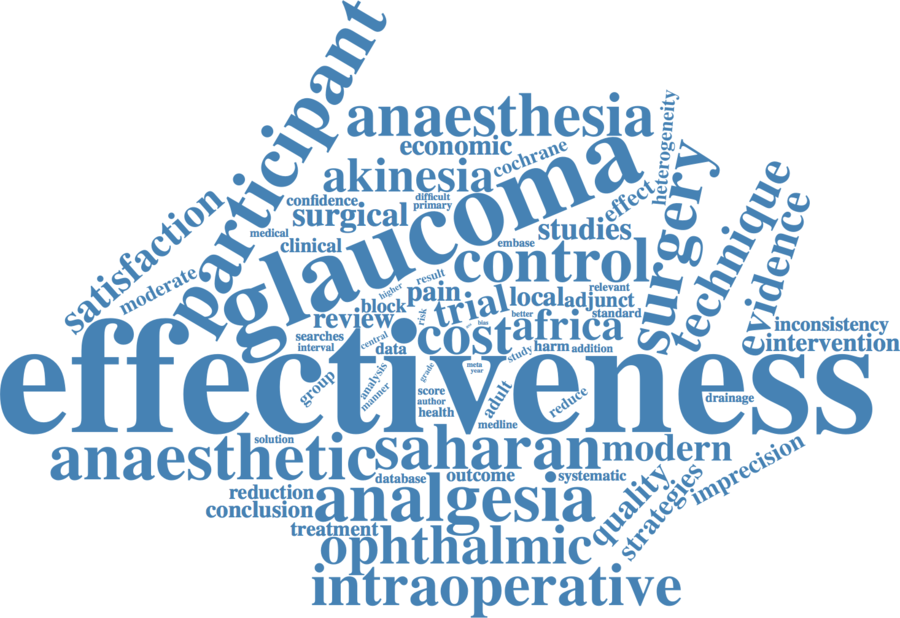 participant
anaesthesia
economic
heterogeneity
cochrane
akinesia
glaucoma
effect
surgery
technique
satisfaction
confidence
difficult
primary
surgical
studies
evidence
medical
clinical
embase
control
moderate
result
higher
pain
relevant
block
trial
local
adjunct
standard
review
risk
bias
better
africa
inconsistency
searches
central
cost
interval
data
study
harm
addition
intervention
effectiveness
group
analysis
manner
grade
meta
year
score
author
health
adult
reduce
drainage
medline
solution
anaesthetic
saharan
modern
database
outcome
systematic
imprecision
reduction
conclusion
analgesia
quality
strategies
treatment
ophthalmic
intraoperative